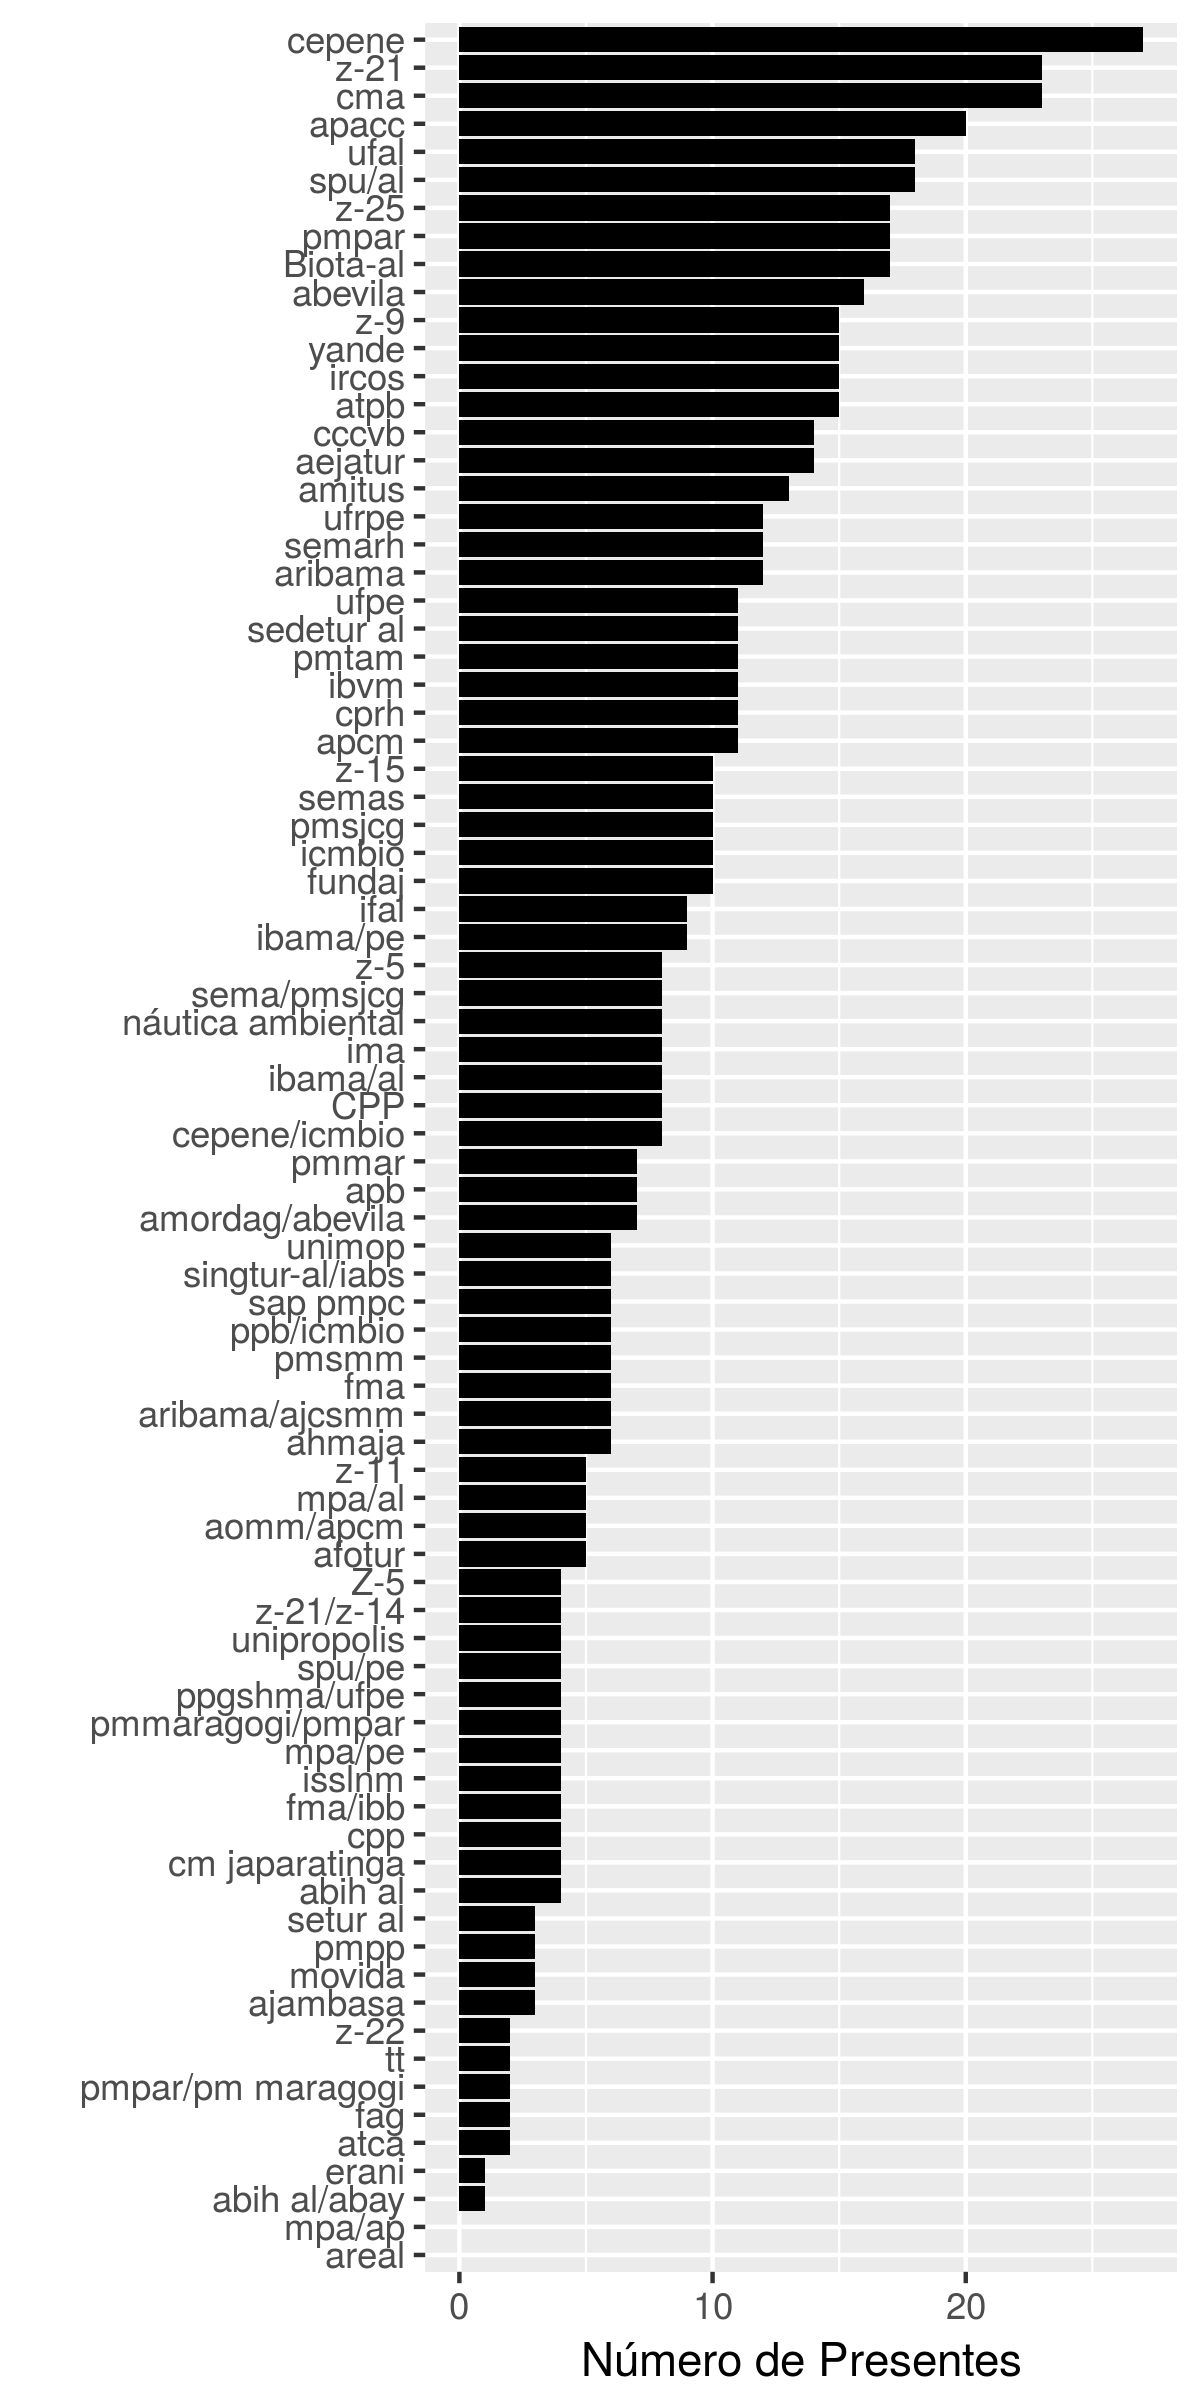 cepene
z-21
cma
apacc
ufal
spu/al
z-25
pmpar
Biota-al
abevila
z-9
yande
ircos
atpb
cccvb
aejatur
amitus
ufrpe
semarh
aribama
ufpe
sedetur al
pmtam
ibvm
cprh
apcm
z-15
semas
pmsjcg
icmbio
fundaj
ifal
ibama/pe
z-5
sema/pmsjcg
náutica ambiental
ima
ibama/al
CPP
cepene/icmbio
pmmar
apb
amordag/abevila
unimop
singtur-al/iabs
sap pmpc
ppb/icmbio
pmsmm
fma
aribama/ajcsmm
ahmaja
z-11
mpa/al
aomm/apcm
afotur
Z-5
z-21/z-14
unipropolis
spu/pe
ppgshma/ufpe
pmmaragogi/pmpar
mpa/pe
isslnm
fma/ibb
cpp
cm japaratinga
abih al
setur al
pmpp
movida
ajambasa
z-22
tt
pmpar/pm maragogi
fag
atca
erani
abih al/abay
mpa/ap
areal
0 10 20
Número de Presentes